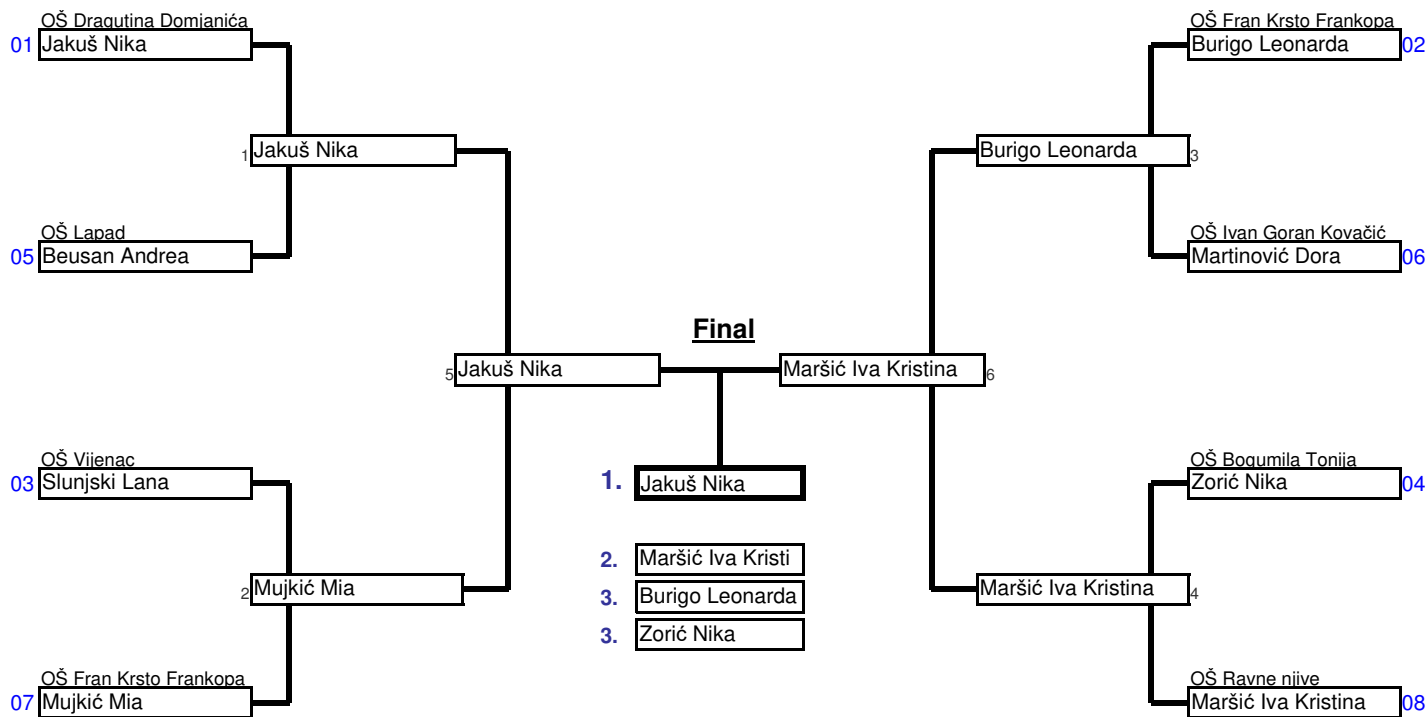 OŠ Dragutina Domjanića
01 Jakuš Nika
OŠ Fran Krsto Frankopa
Burigo Leonarda 02
1 Jakuš Nika
Burigo Leonarda 3
OŠ Lapad
05 Beusan Andrea
OŠ Ivan Goran Kovačić
Martinović Dora 06
Final
5 Jakuš Nika
Maršić Iva Kristina 6
OŠ Vijenac
03 Slunjski Lana
1. Jakuš Nika
OŠ Bogumila Tonija
Zorić Nika 04
2. Maršić Iva Kristi
3. Burigo Leonarda
3. Zorić Nika
2 Mujkić Mia
Maršić Iva Kristina 4
OŠ Fran Krsto Frankopa
07 Mujkić Mia
OŠ Ravne njive
Maršić Iva Kristina 08